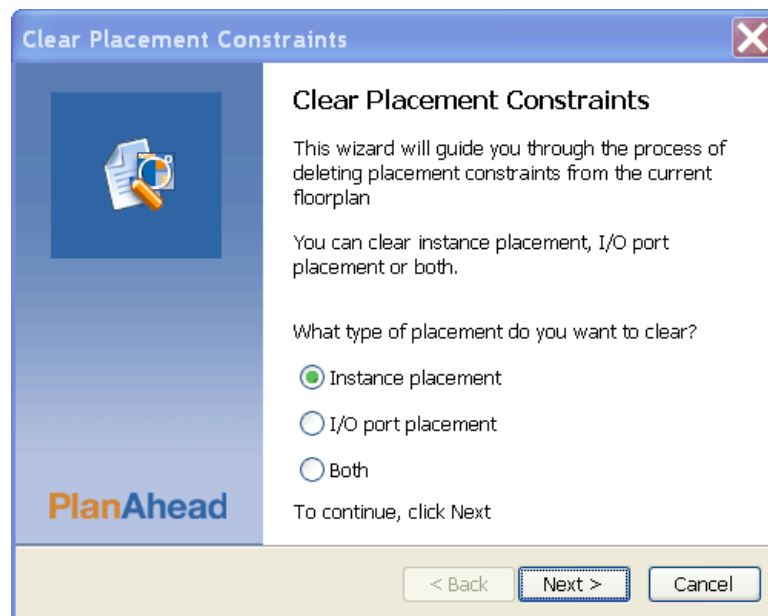 Clear Placement Constraints
Clear Placement Constraints
This wizard will guide you through the process of
deleting placement constraints from the current
floorplan
You can clear instance placement, I/O port
placement or both.
What type of placement do you want to clear?
Instance placement
I/O port placement
Both
PlanAhead
To continue, click Next
< Back
Next >
Cancel